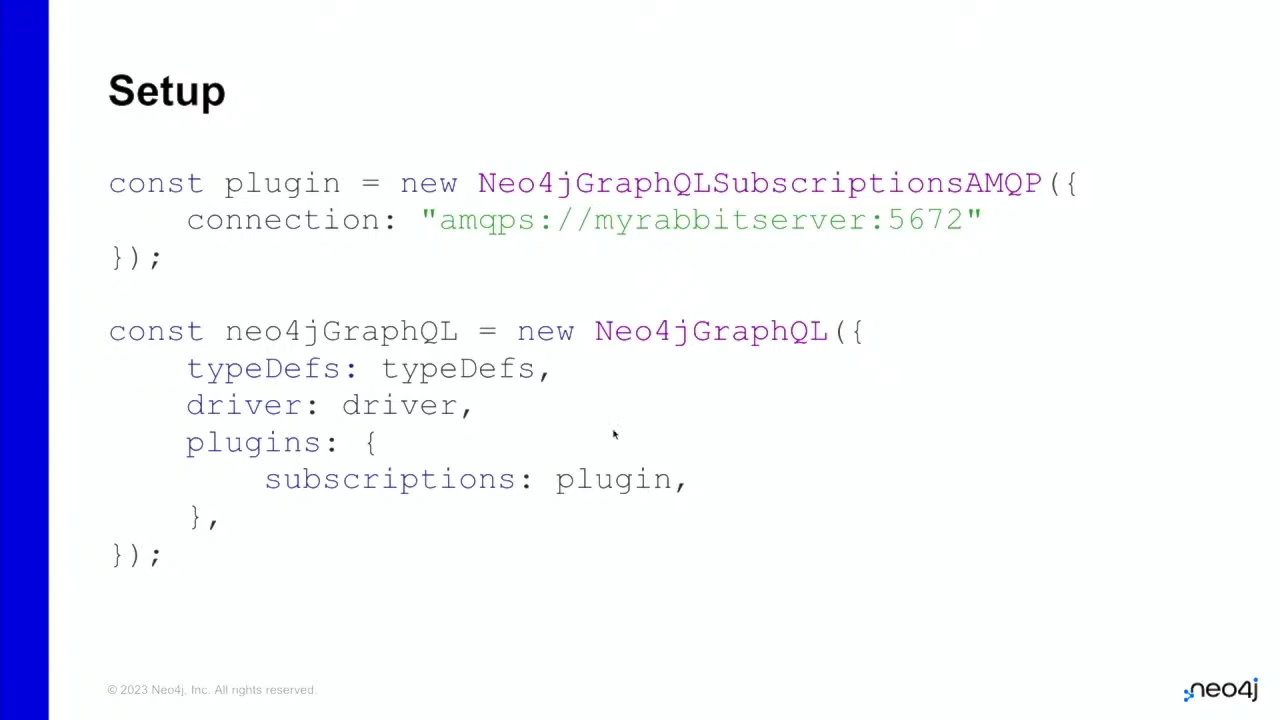 Setup
const plugin = new Neo4jGraphQLSubscriptionsAMQP({
    connection: "amqps://myrabbitserver:5672"
});
const neo4jGraphQL = new Neo4jGraphQL({
    typeDefs: typeDefs,
    driver: driver,
    plugins: {
        subscriptions: plugin,
    },
});
© 2023 Neo4j, Inc. All rights reserved.
neo4j